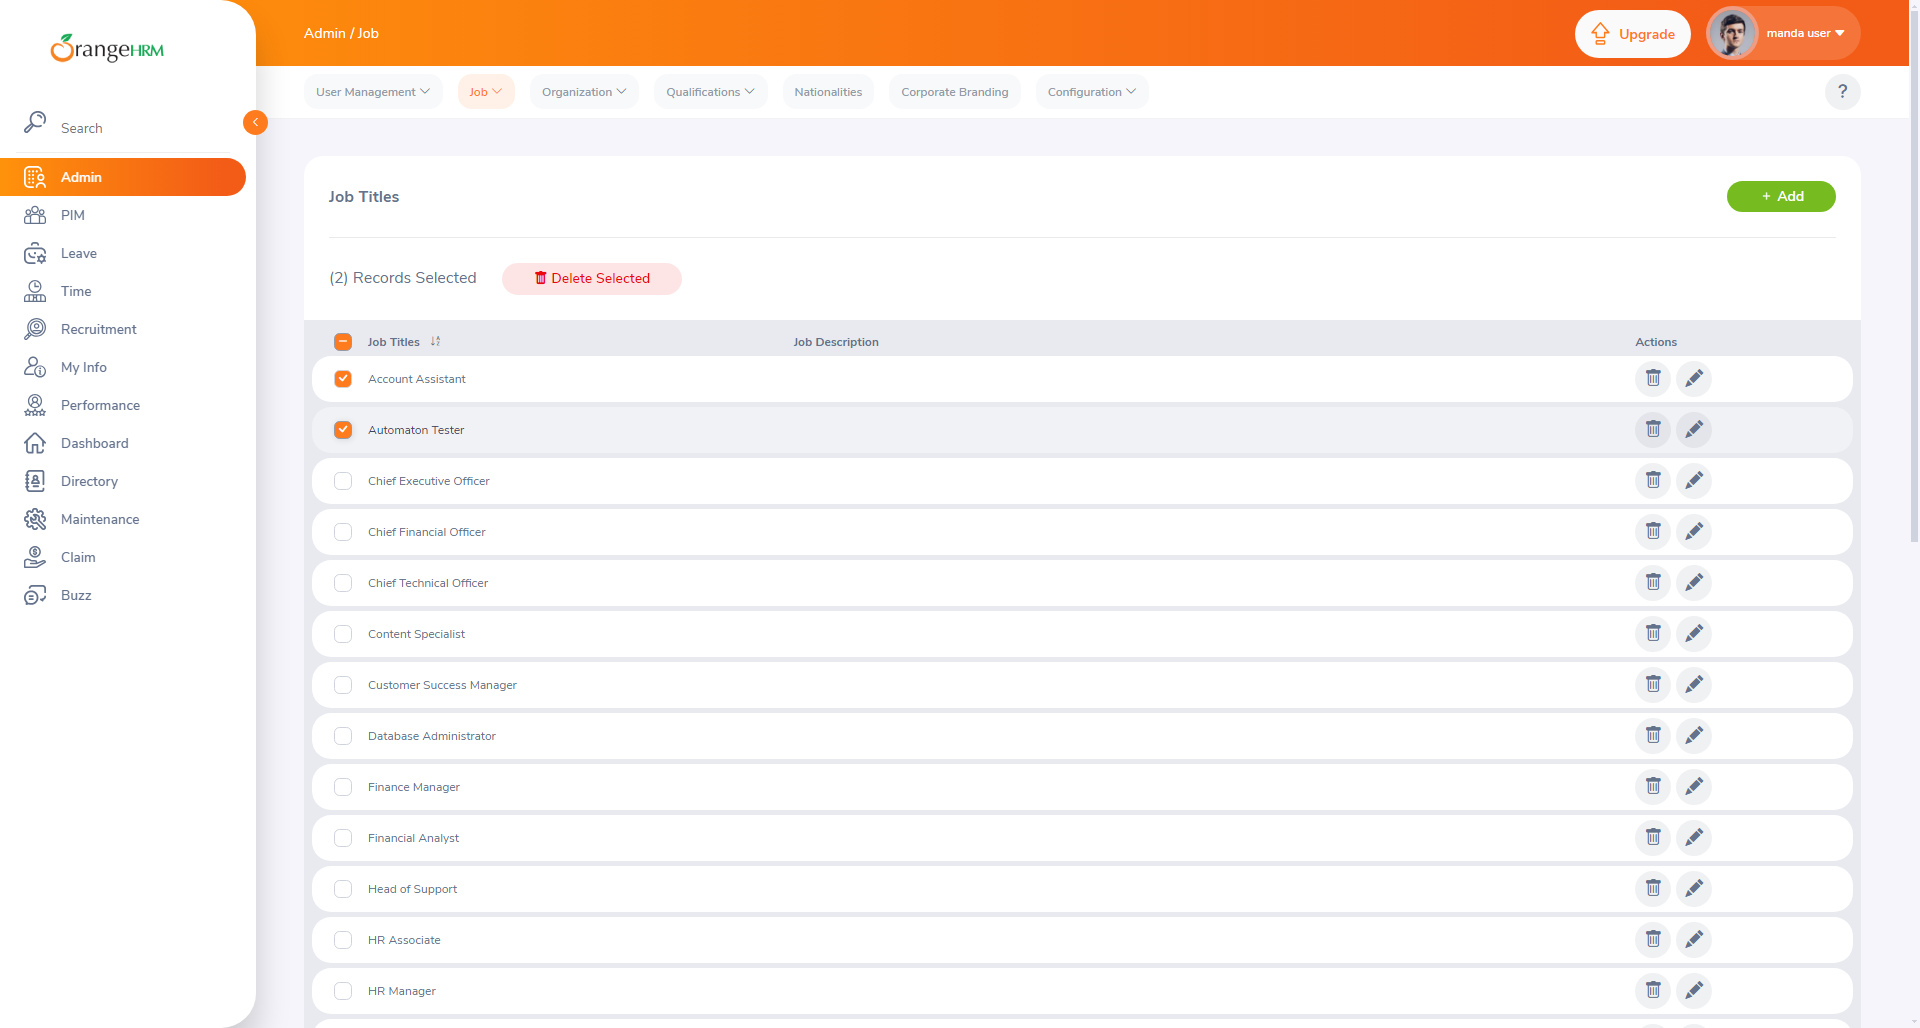 OrangeHRM
Admin / Job
Upgrade
manda user
User Management
Job
Organization
Qualifications
Nationalities
Corporate Branding
Configuration
?
Search
Admin
PIM
Leave
Time
Recruitment
My Info
Performance
Dashboard
Directory
Maintenance
Claim
Buzz
Job Titles
+ Add
(2) Records Selected
Delete Selected
Job Titles
Job Description
Actions
Account Assistant
Automaton Tester
Chief Executive Officer
Chief Financial Officer
Chief Technical Officer
Content Specialist
Customer Success Manager
Database Administrator
Finance Manager
Financial Analyst
Head of Support
HR Associate
HR Manager